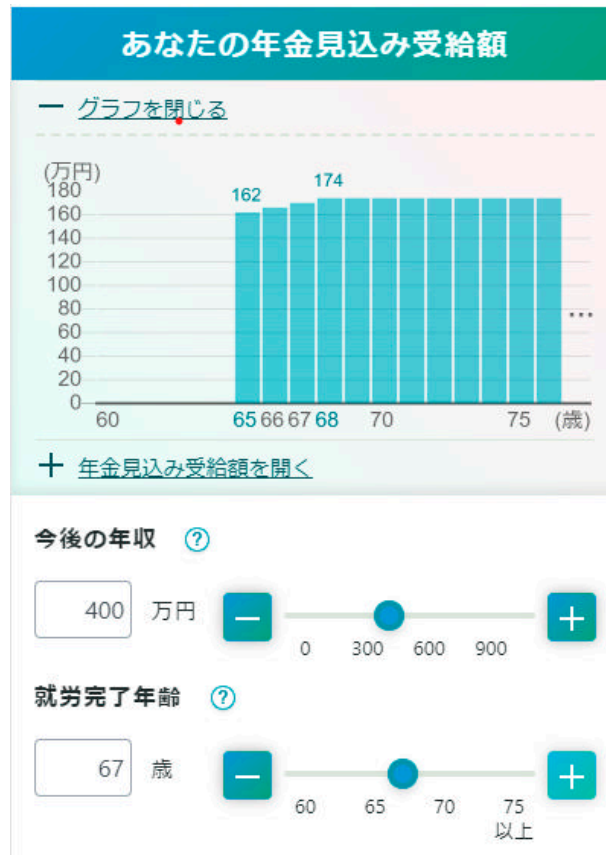 あなたの年金見込み受給額
ー グラフを閉じる
(万円)
180
162
174
160
140
120
100
80
...
60
40
20
0
60 65 66 67 68 70 75 (歳)
+ 年金見込み受給額を開く
今後の年収 ?
400 万円 - +
0 300 600 900
就労完了年齢 ?
67 歳 - +
60 65 70 75
以上